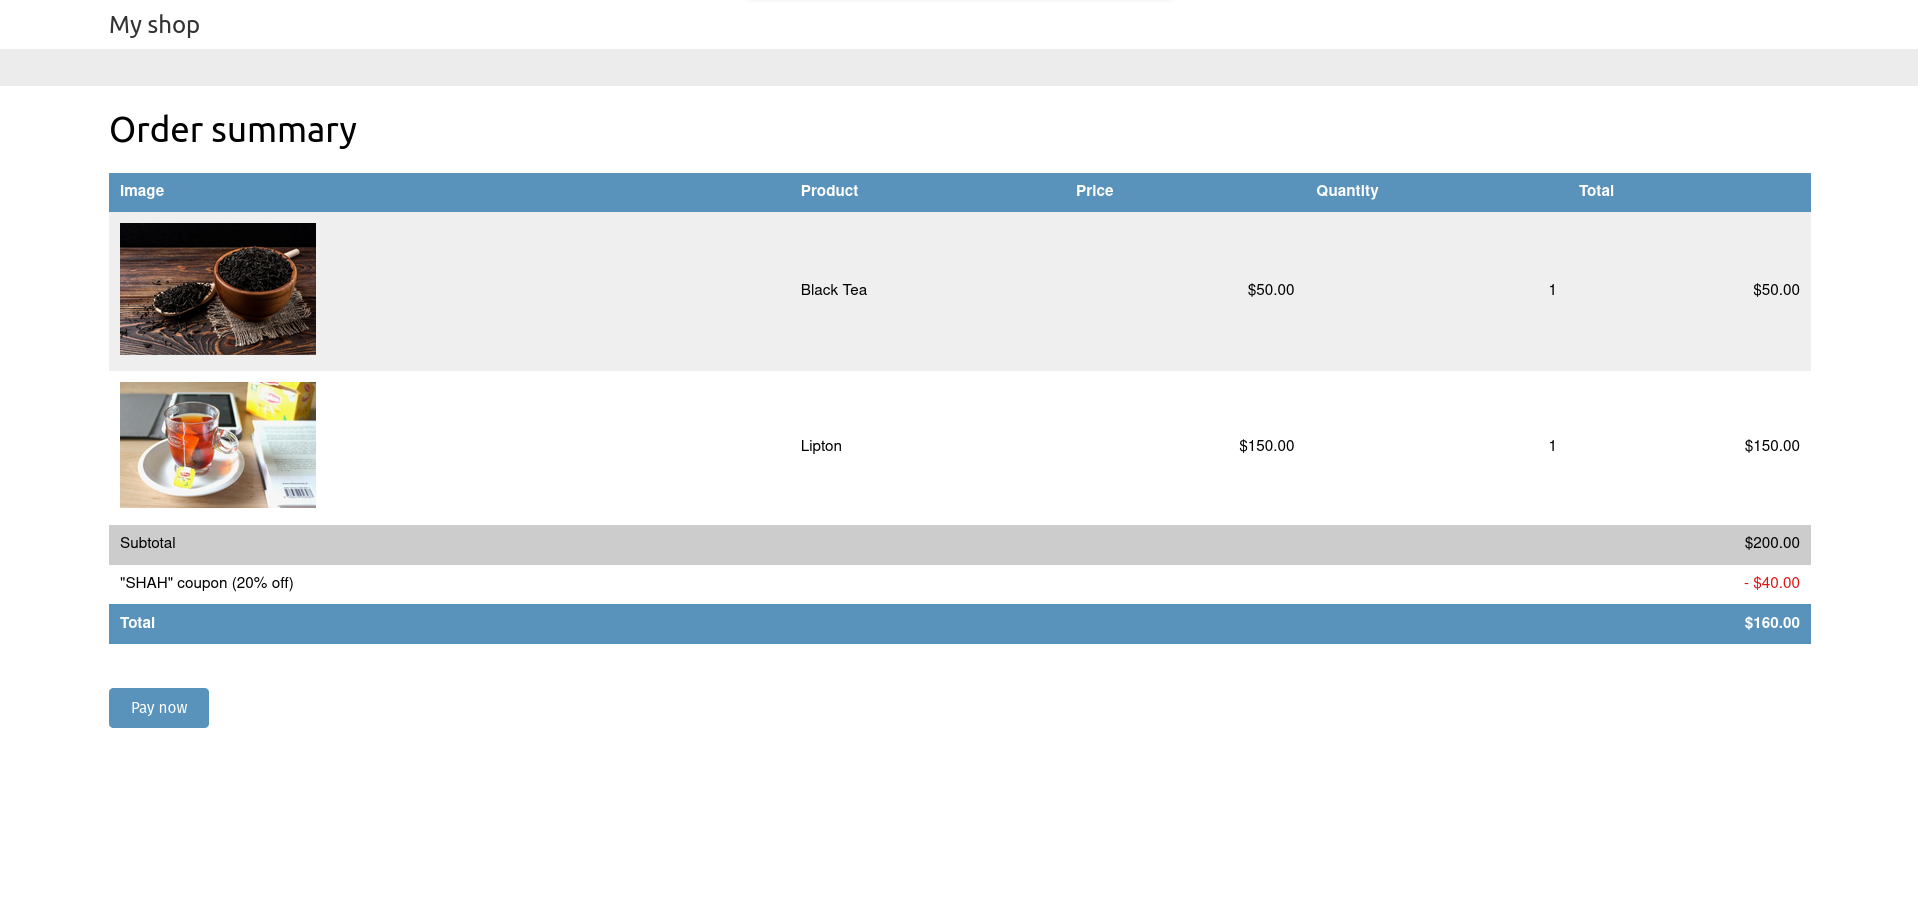 My shop
Order summary
Image Product Price Quantity Total
Black Tea $50.00 1 $50.00
Lipton $150.00 1 $150.00
Subtotal $200.00
"SHAH" coupon (20% off) - $40.00
Total $160.00
Pay now